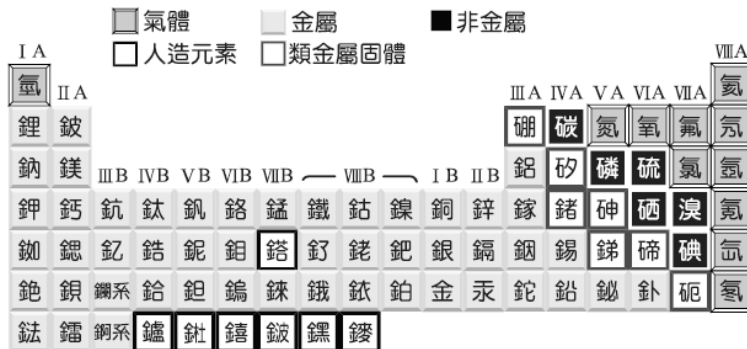 氣體 金屬 非金屬
人造元素 類金屬固體
ⅠA ⅡA ⅢB ⅣB ⅤB ⅥB ⅦB ⅧB ⅠB ⅡB ⅢA ⅣA ⅤA ⅥA ⅦA ⅧA
氫 氦
鋰 鈹 硼 碳 氮 氧 氟 氖
鈉 鎂 鋁 矽 磷 硫 氯 氬
鉀 鈣 鈧 鈦 釩 鉻 錳 鐵 鈷 鎳 銅 鋅 鎵 鍺 砷 硒 溴 氪
銣 鍶 釔 鋯 鈮 鉬 鎝 釕 銠 鈀 銀 鎘 銦 錫 銻 碲 碘 氙
銫 鋇 鑭系 鉿 鉭 鎢 錸 鋨 銥 鉑 金 汞 鉈 鉛 鉍 釙 砈 氡
鍅 鐳 錒系 鑪 𨧀 𨭎 𨨏 𨭆 䥑